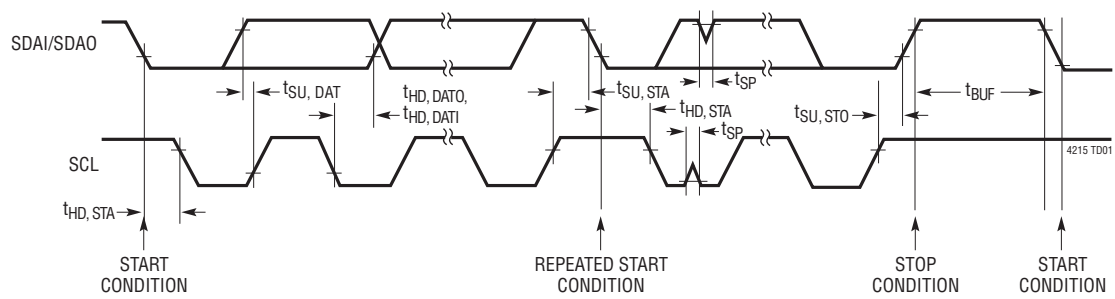 SDAI/SDAO
tSU, DAT
tHD, DATO,
tHD, DATI
tSU, STA
tHD, STA
tSP
tSP
tSU, STO
tBUF
SCL
4215 TD01
tHD, STA
START
CONDITION
REPEATED START
CONDITION
STOP
CONDITION
START
CONDITION